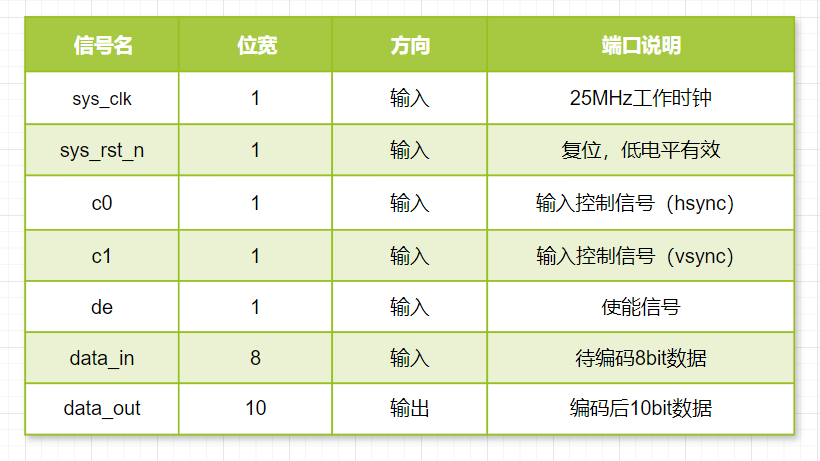 信号名 位宽 方向 端口说明
sys_clk 1 输入 25MHz工作时钟
sys_rst_n 1 输入 复位，低电平有效
c0 1 输入 输入控制信号（hsync）
c1 1 输入 输入控制信号（vsync）
de 1 输入 使能信号
data_in 8 输入 待编码8bit数据
data_out 10 输出 编码后10bit数据